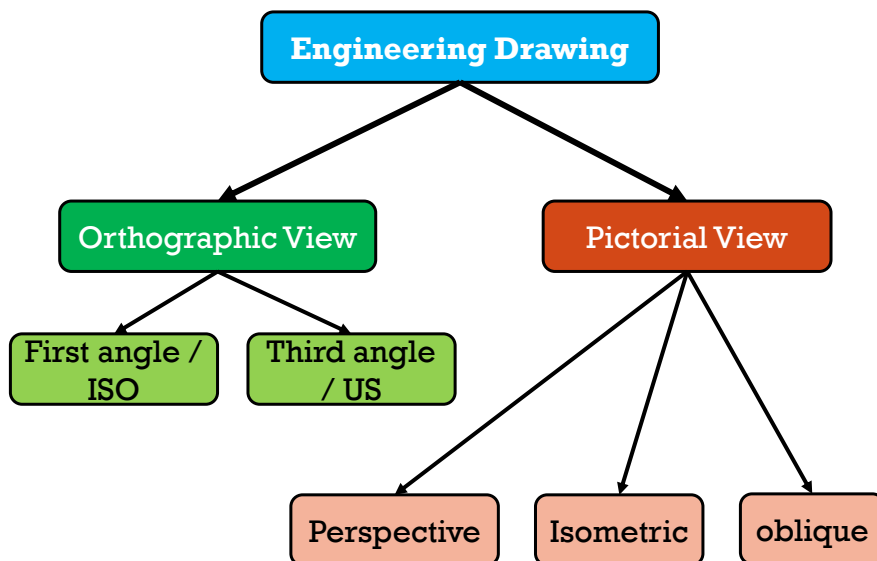 Engineering Drawing
Orthographic View
Pictorial View
First angle /
ISO
Third angle
/ US
Perspective
Isometric
oblique